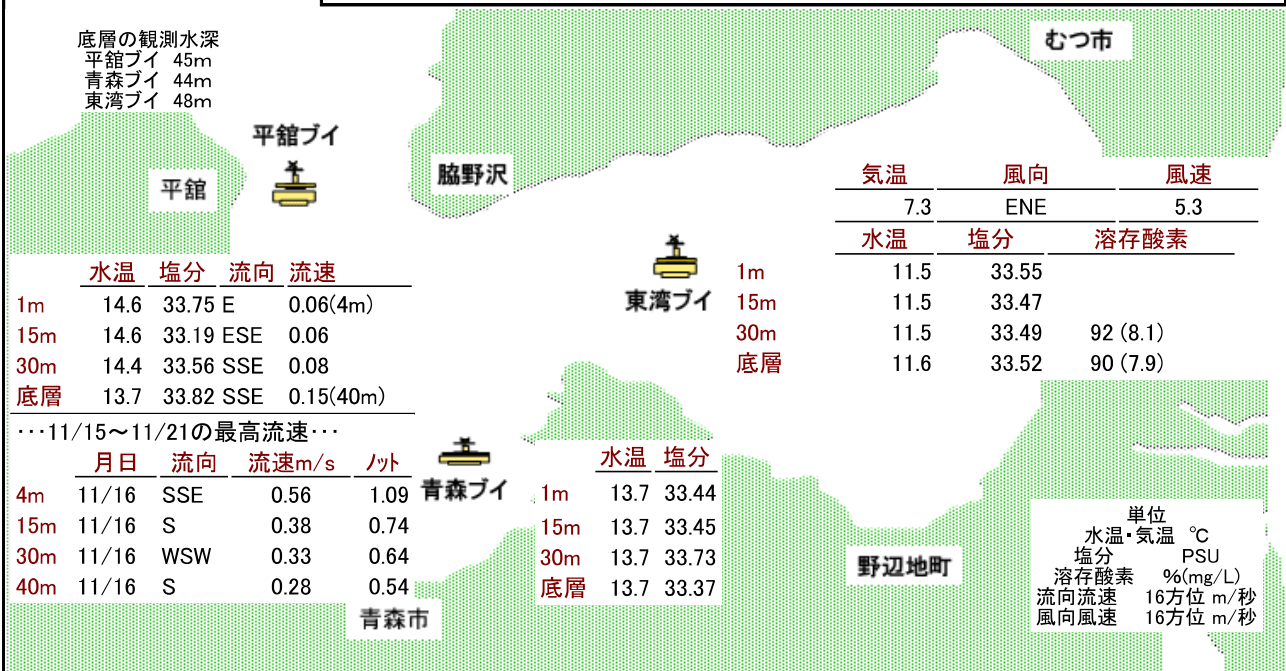 底層の観測水深
平舘ブイ 45m
青森ブイ 44m
東湾ブイ 48m
むつ市
平舘ブイ
平舘
脇野沢
気温 風向 風速
7.3 ENE 5.3
水温 塩分 溶存酸素
1m 11.5 33.55
15m 11.5 33.47
30m 11.5 33.49 92 (8.1)
底層 11.6 33.52 90 (7.9)
東湾ブイ
水温 塩分 流向 流速
1m 14.6 33.75 E 0.06(4m)
15m 14.6 33.19 ESE 0.06
30m 14.4 33.56 SSE 0.08
底層 13.7 33.82 SSE 0.15(40m)
･･･11/15～11/21の最高流速･･･
月日 流向 流速m/s ノット
4m 11/16 SSE 0.56 1.09
15m 11/16 S 0.38 0.74
30m 11/16 WSW 0.33 0.64
40m 11/16 S 0.28 0.54
青森ブイ
水温 塩分
1m 13.7 33.44
15m 13.7 33.45
30m 13.7 33.73
底層 13.7 33.37
青森市
野辺地町
単位
水温･気温 ℃
塩分 PSU
溶存酸素 %(mg/L)
流向流速 16方位 m/秒
風向風速 16方位 m/秒